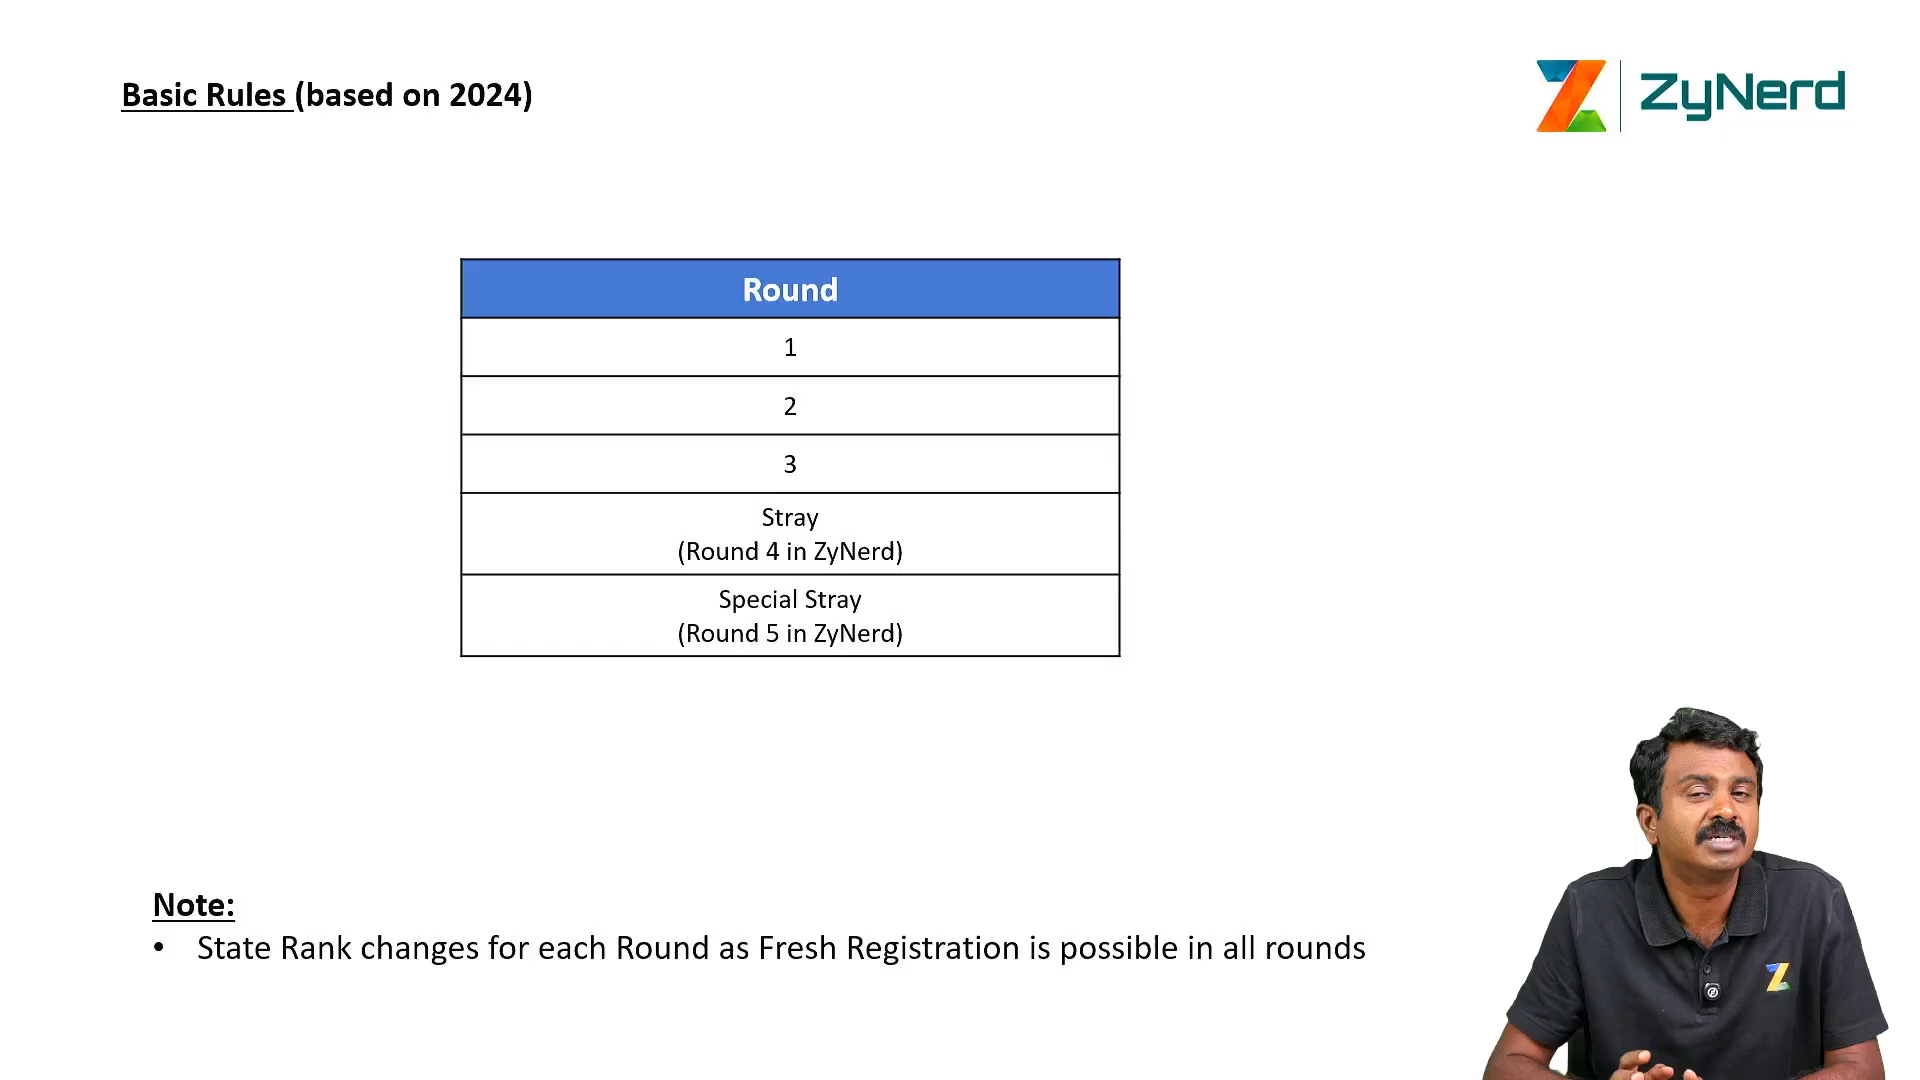 Basic Rules (based on 2024)
ZyNerd
Round
1
2
3
Stray
(Round 4 in ZyNerd)
Special Stray
(Round 5 in ZyNerd)
Note:
• State Rank changes for each Round as Fresh Registration is possible in all rounds